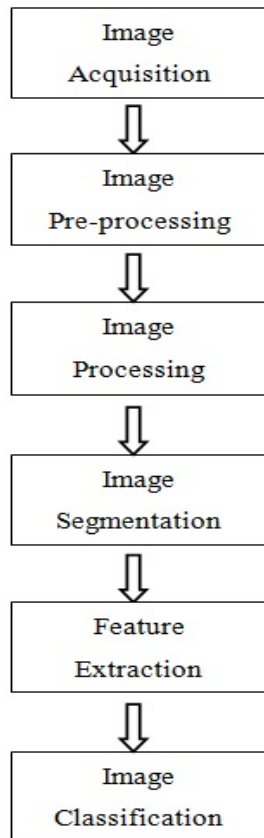 Image
Acquisition
Image
Pre-processing
Image
Processing
Image
Segmentation
Feature
Extraction
Image
Classification